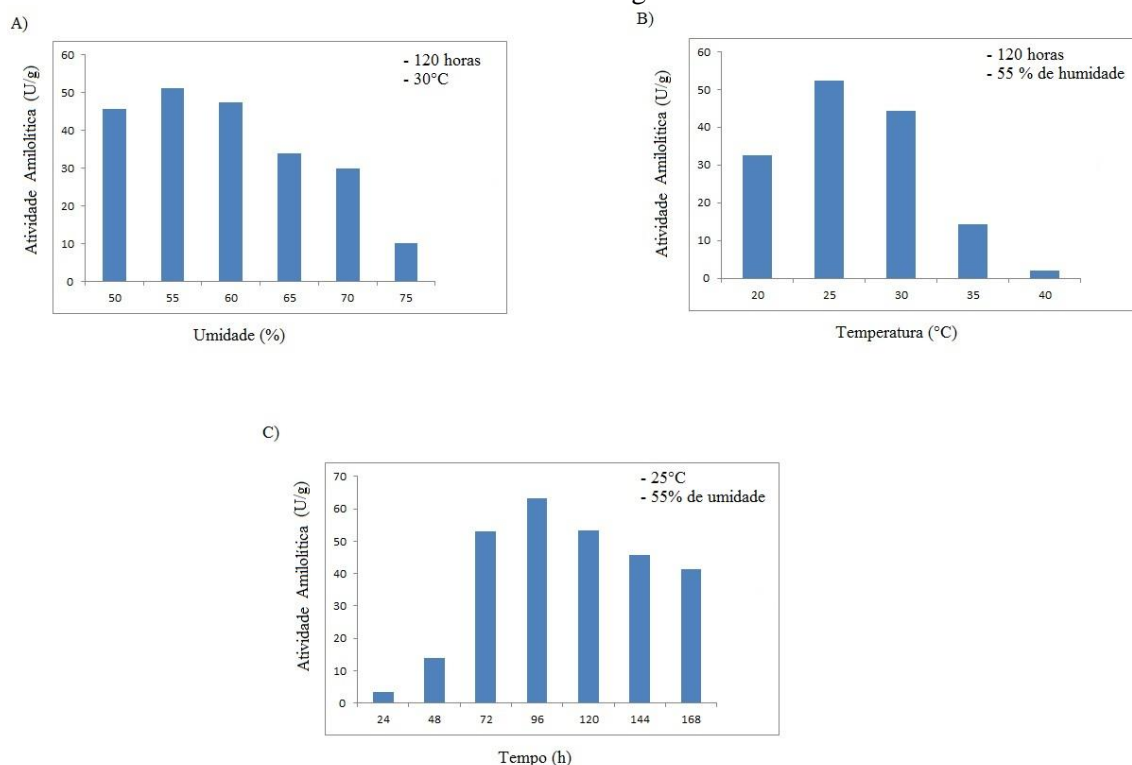 A)
- 120 horas
- 30°C
Atividade Amilolítica (U/g)
60
50
40
30
20
10
0
50 55 60 65 70 75
Umidade (%)
B)
- 120 horas
- 55 % de humidade
Atividade Amilolítica (U/g)
60
50
40
30
20
10
0
20 25 30 35 40
Temperatura (°C)
C)
- 25°C
- 55% de umidade
Atividade Amilolítica (U/g)
70
60
50
40
30
20
10
0
24 48 72 96 120 144 168
Tempo (h)